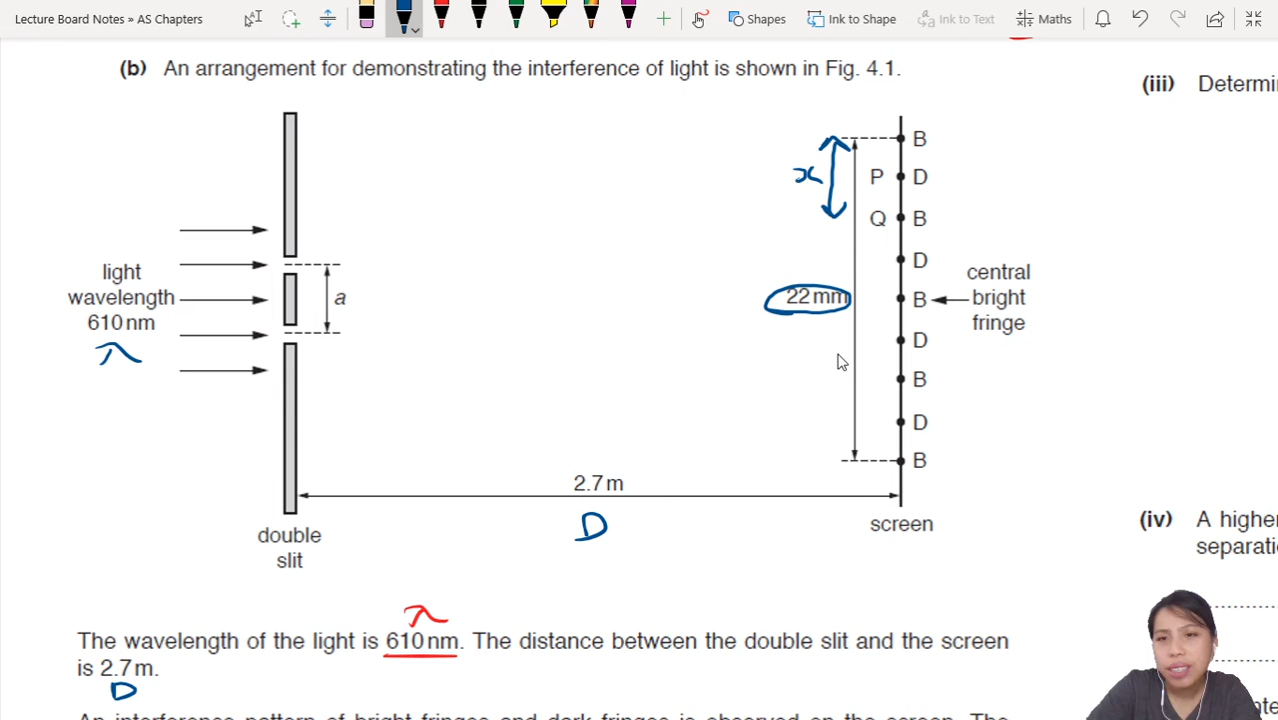 Lecture Board Notes » AS Chapters
Shapes
Ink to Shape
Ink to Text
Maths
(b) An arrangement for demonstrating the interference of light is shown in Fig. 4.1.
(iii) Determi
B
P D
x
Q B
D
light
wavelength
610 nm
λ
a
22 mm
B
central
bright
fringe
D
B
D
B
2.7 m
D
double
slit
screen
(iv) A highe
separati
λ
The wavelength of the light is 610 nm. The distance between the double slit and the screen
is 2.7 m.
D